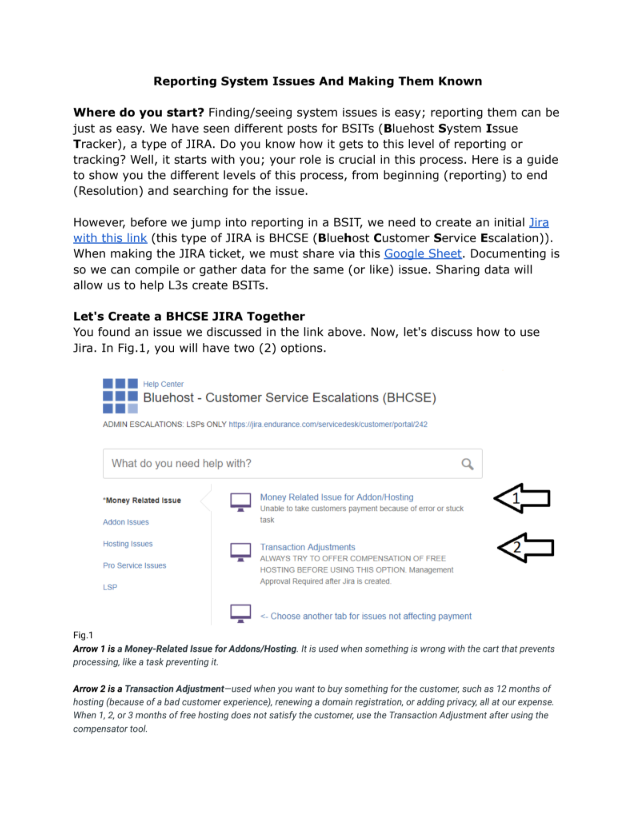 Reporting System Issues And Making Them Known
Where do you start? Finding/seeing system issues is easy; reporting them can be
just as easy. We have seen different posts for BSITs (Bluehost System Issue
Tracker), a type of JIRA. Do you know how it gets to this level of reporting or
tracking? Well, it starts with you; your role is crucial in this process. Here is a guide
to show you the different levels of this process, from beginning (reporting) to end
(Resolution) and searching for the issue.
However, before we jump into reporting in a BSIT, we need to create an initial Jira
with this link (this type of JIRA is BHCSE (Bluehost Customer Service Escalation)).
When making the JIRA ticket, we must share via this Google Sheet. Documenting is
so we can compile or gather data for the same (or like) issue. Sharing data will
allow us to help L3s create BSITs.
Let's Create a BHCSE JIRA Together
You found an issue we discussed in the link above. Now, let's discuss how to use
Jira. In Fig.1, you will have two (2) options.
Help Center
Bluehost - Customer Service Escalations (BHCSE)
ADMIN ESCALATIONS: LSPs ONLY https://jira.endurance.com/servicedesk/customer/portal/242
What do you need help with?
*Money Related Issue
Addon Issues
Hosting Issues
Pro Service Issues
LSP
Money Related Issue for Addon/Hosting
Unable to take customers payment because of error or stuck
task
1
Transaction Adjustments
ALWAYS TRY TO OFFER COMPENSATION OF FREE
HOSTING BEFORE USING THIS OPTION. Management
Approval Required after Jira is created.
2
<- Choose another tab for issues not affecting payment
Fig.1
Arrow 1 is a Money-Related Issue for Addons/Hosting. It is used when something is wrong with the cart that prevents
processing, like a task preventing it.
Arrow 2 is a Transaction Adjustment—used when you want to buy something for the customer, such as 12 months of
hosting (because of a bad customer experience), renewing a domain registration, or adding privacy, all at our expense.
When 1, 2, or 3 months of free hosting does not satisfy the customer, use the Transaction Adjustment after using the
compensator tool.